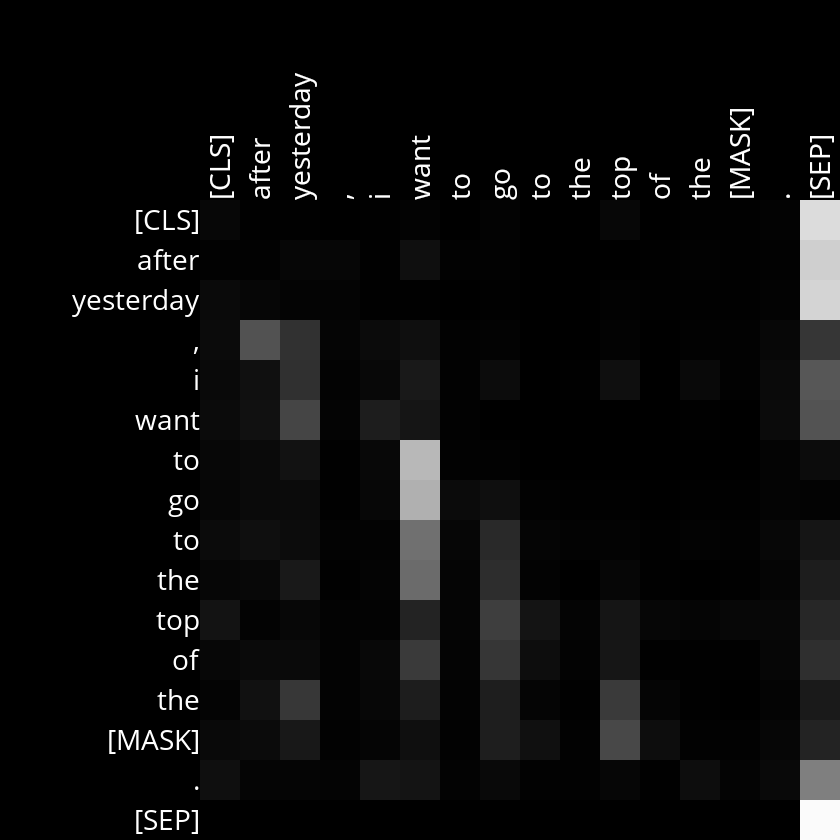 [CLS] after yesterday , i want to go to the top of the [MASK] . [SEP]
[CLS]
after
yesterday
,
i
want
to
go
to
the
top
of
the
[MASK]
.
[SEP]